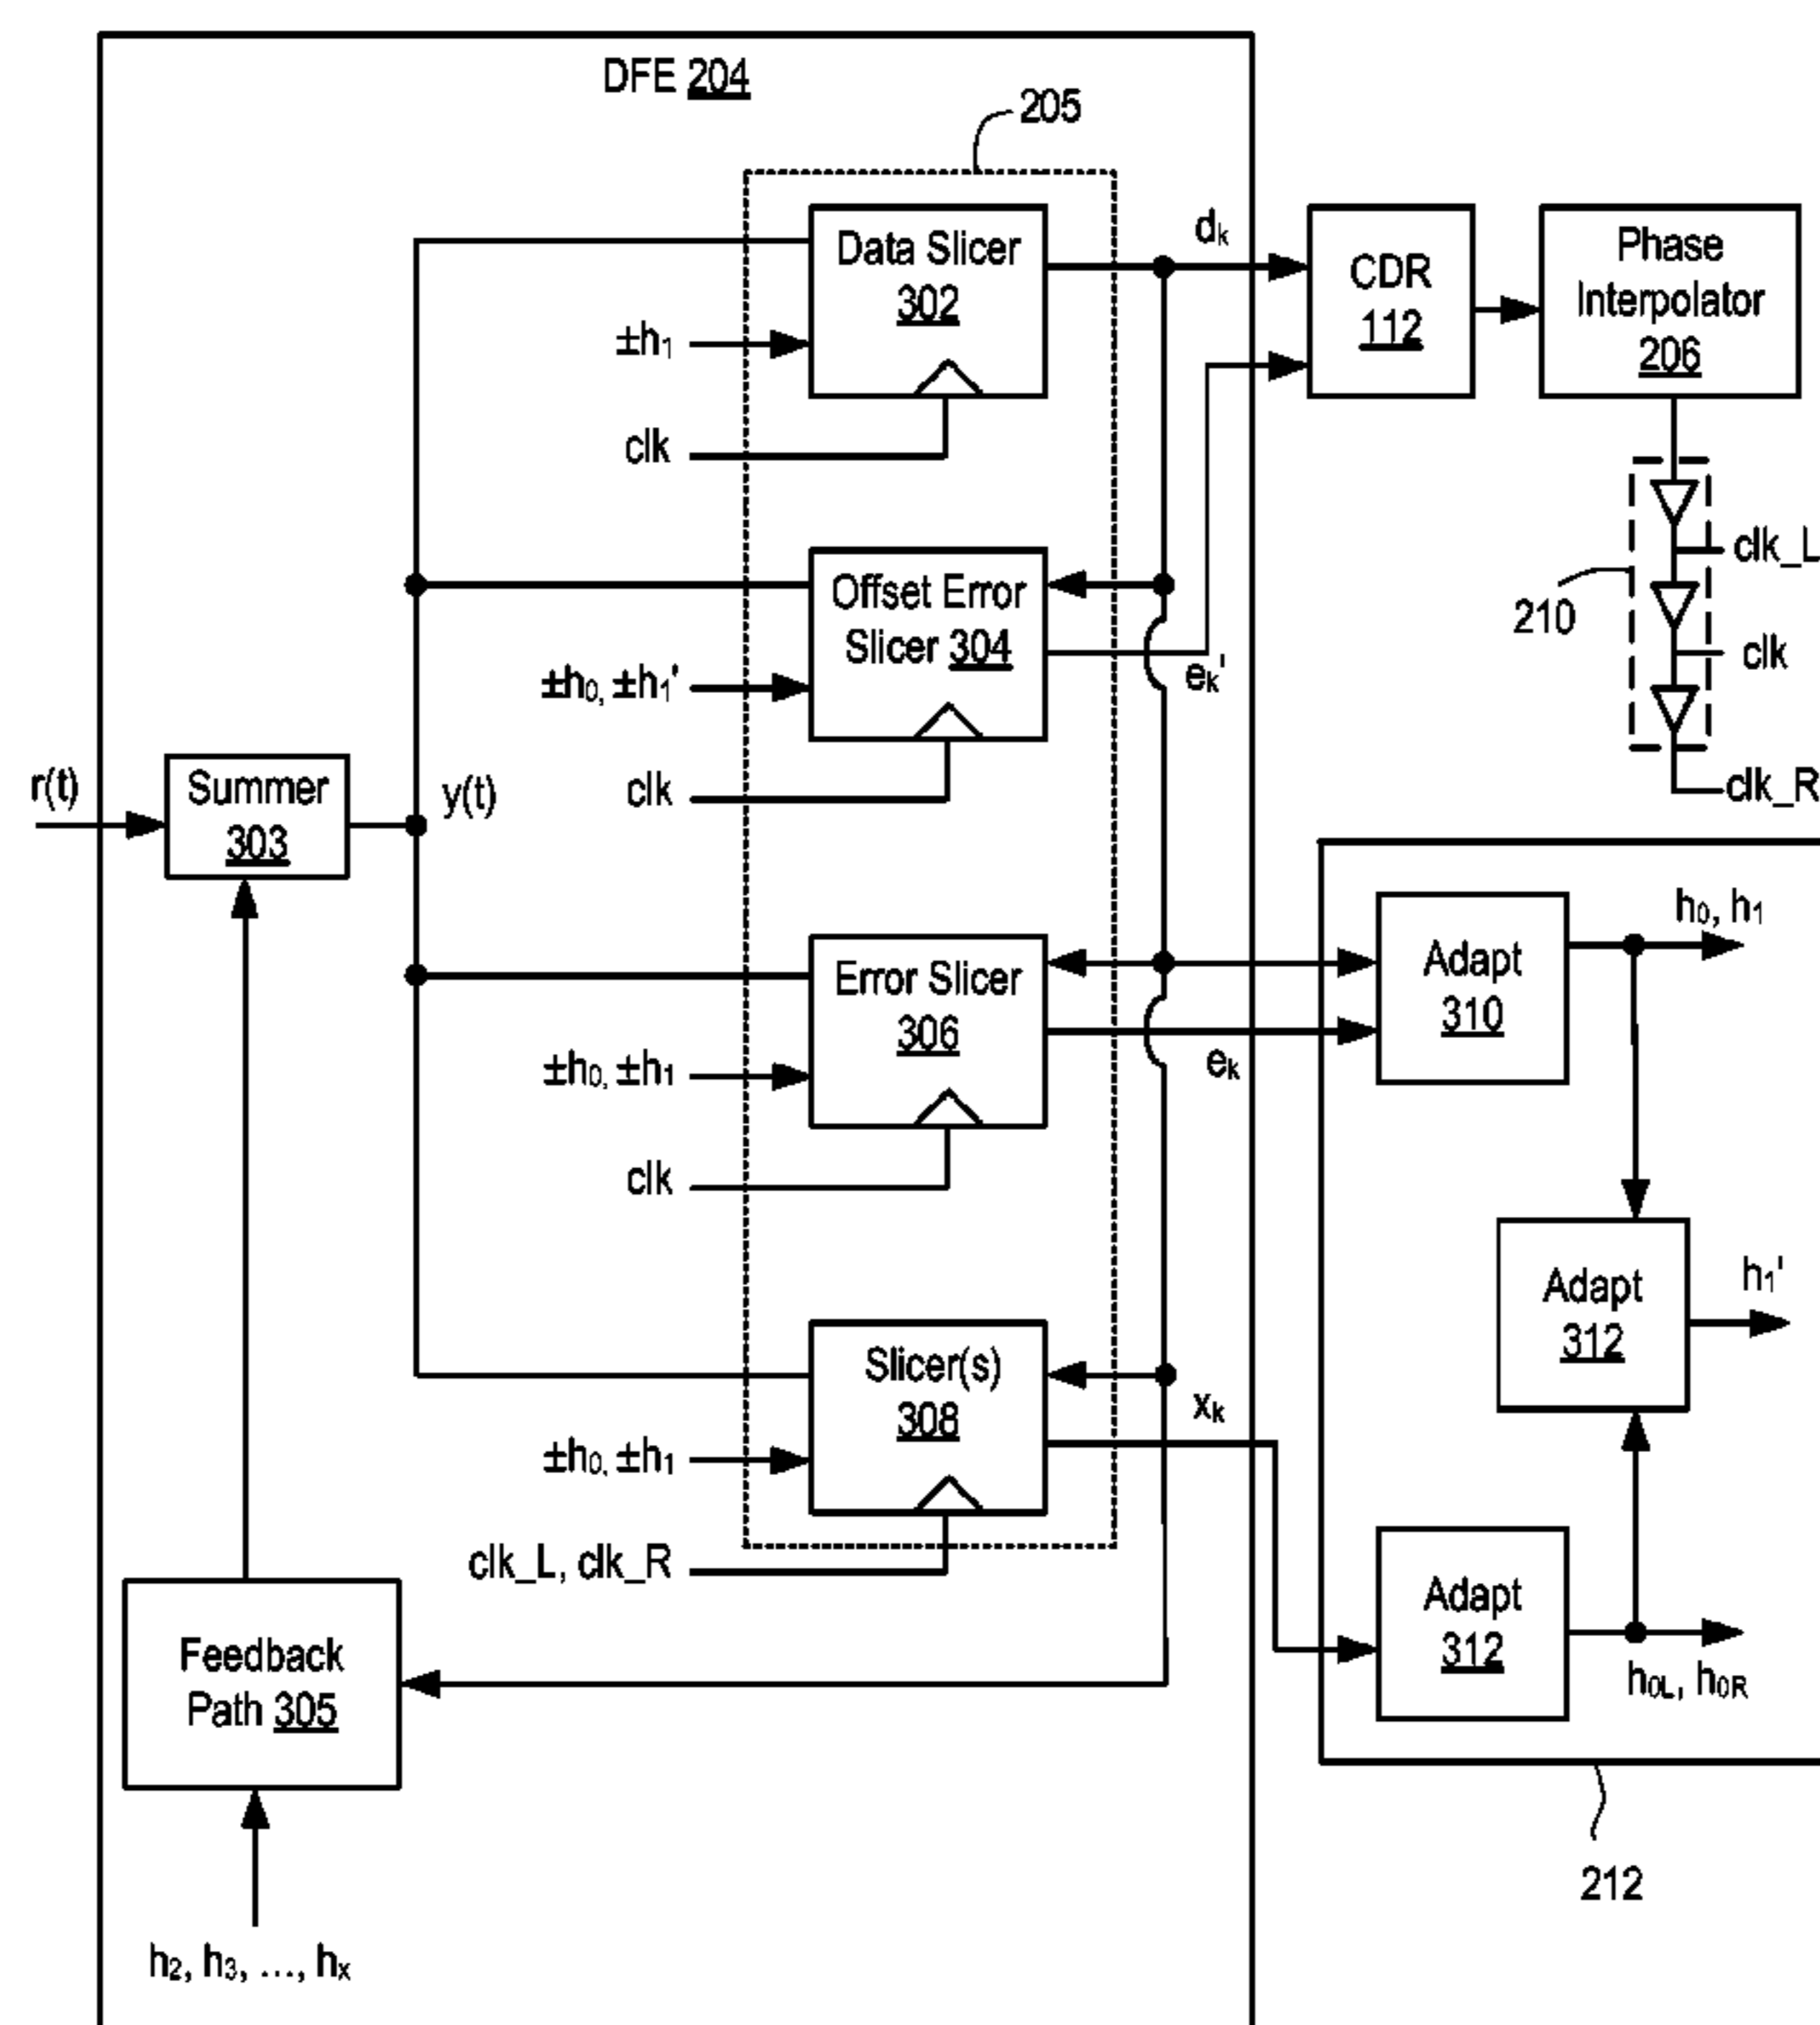 DFE 204
205
Data Slicer
302
±h₁
clk
dₖ
CDR
112
Phase
Interpolator
206
clk_L
clk
clk_R
210
Offset Error
Slicer 304
±h₀, ±h₁'
clk
eₖ'
r(t)
Summer
303
y(t)
Error Slicer
306
±h₀, ±h₁
clk
eₖ
Adapt
310
h₀, h₁
Adapt
312
h₁'
Slicer(s)
308
±h₀, ±h₁
clk_L, clk_R
xₖ
Adapt
312
h₀L, h₀R
Feedback
Path 305
h₂, h₃, ..., hₓ
212